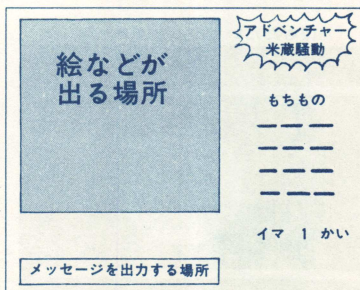 絵などが
出る場所
アドベンチャー
米蔵騒動
もちもの
イマ 1 かい
メッセージを出力する場所